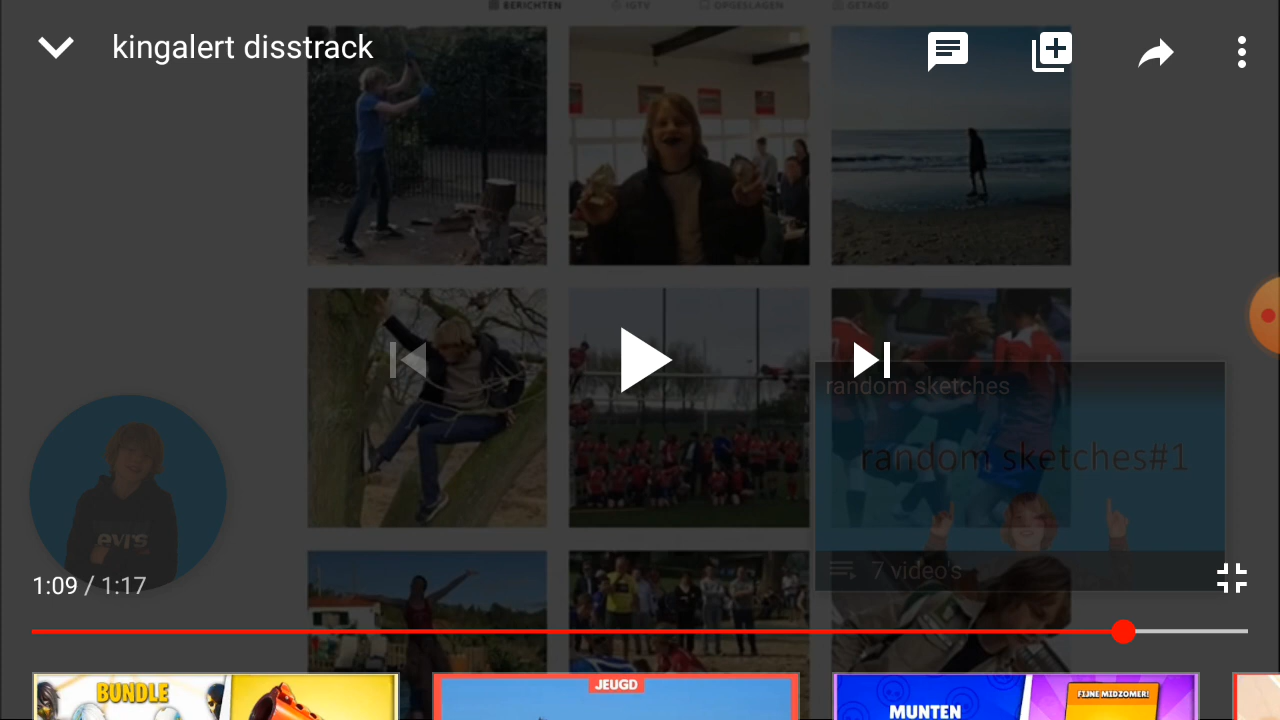 BERICHTEN
IGTV
OPGESLAGEN
GETAGD
kingalert disstrack
random sketches
random sketches#1
7 video's
1:09 / 1:17
BUNDLE
JEUGD
MUNTEN
FIJNE MIDZOMER!